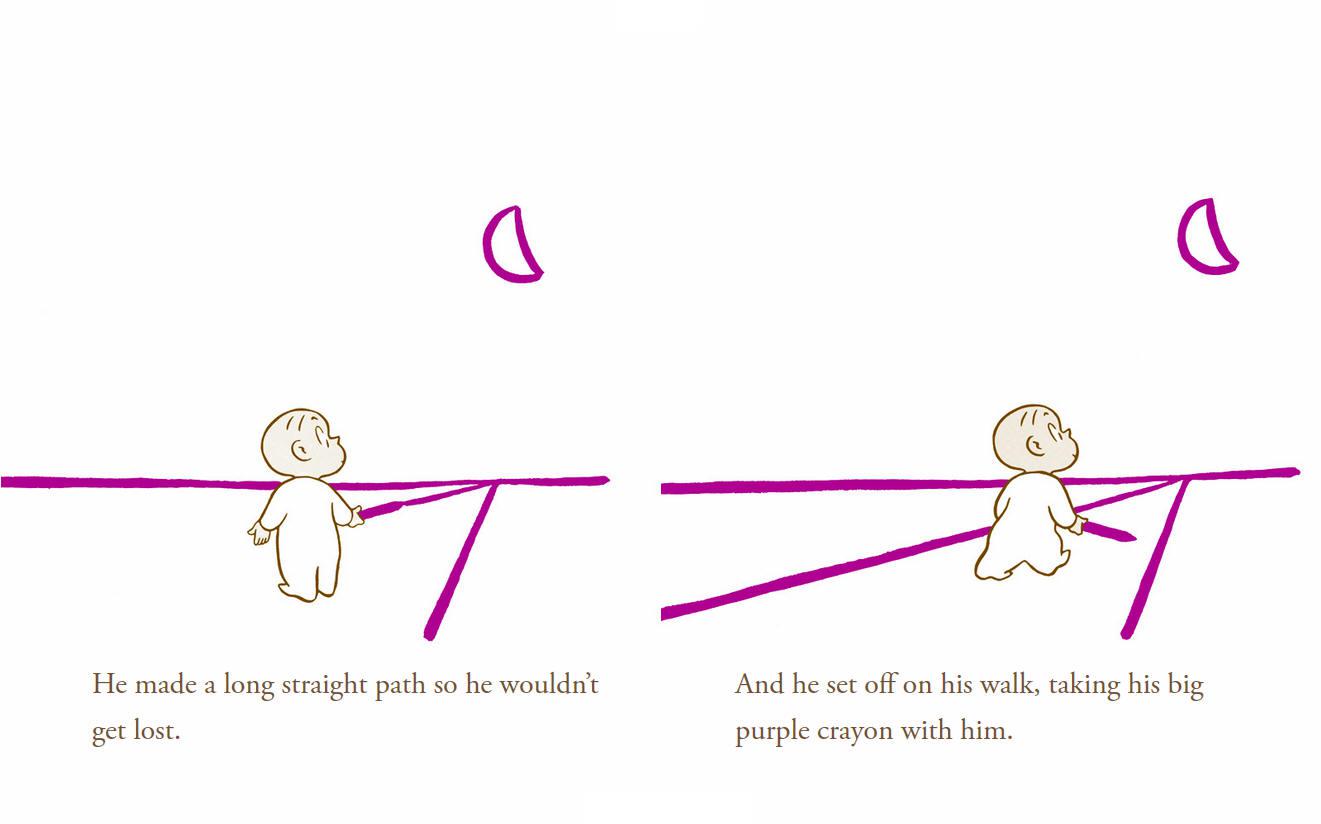 He made a long straight path so he wouldn’t
get lost.
And he set off on his walk, taking his big
purple crayon with him.